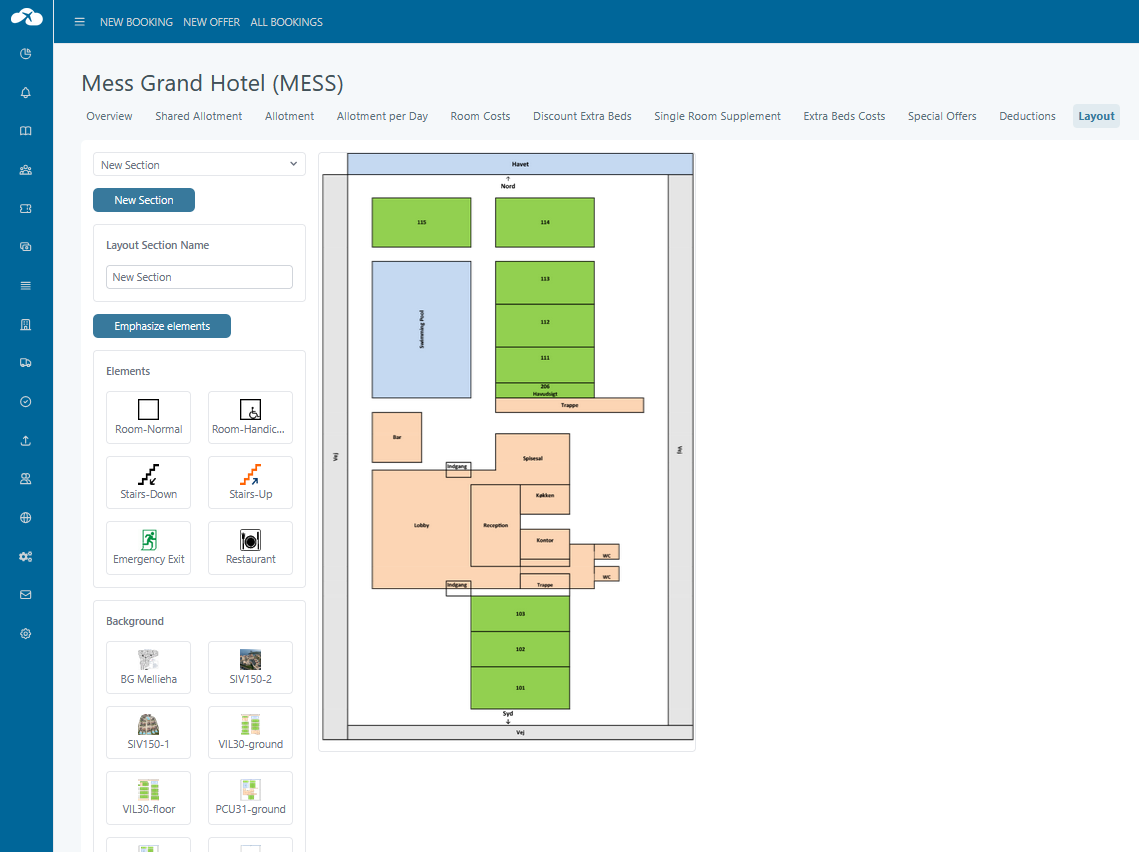 NEW BOOKING NEW OFFER ALL BOOKINGS
Mess Grand Hotel (MESS)
Overview Shared Allotment Allotment Allotment per Day Room Costs Discount Extra Beds Single Room Supplement Extra Beds Costs Special Offers Deductions Layout
New Section
New Section
Layout Section Name
New Section
Emphasize elements
Elements
Room-Normal Room-Handic...
Stairs-Down Stairs-Up
Emergency Exit Restaurant
Background
BG Mellieha SIV150-2
SIV150-1 VIL30-ground
VIL30-floor PCU31-ground
Havet
Nord
115 114
113
Swimming Pool
112
111
206
Havudsigt
Trappe
Bar
Vej
Vej
Spisesal
Indgang
Køkken
Lobby Reception
Kontor
WC
WC
Indgang Trappe
103
102
101
Syd
Vej